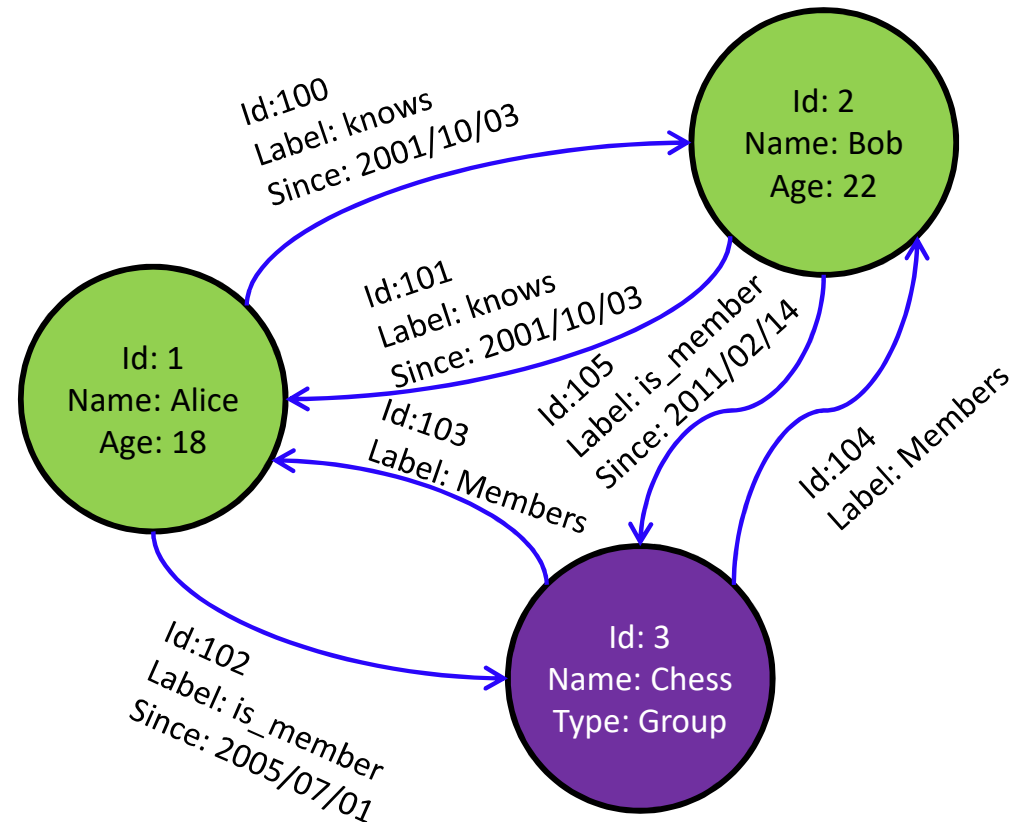 Id:100
Label: knows
Since: 2001/10/03
Id: 2
Name: Bob
Age: 22
Id:101
Label: knows
Since: 2001/10/03
Id: 1
Name: Alice
Age: 18
Id:105
Label: is_member
Since: 2011/02/14
Id:104
Label: Members
Id:103
Label: Members
Id:102
Label: is_member
Since: 2005/07/01
Id: 3
Name: Chess
Type: Group